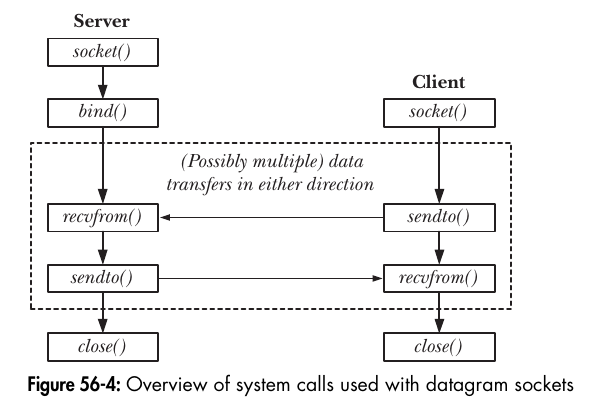 Server
socket()
Client
bind()
socket()
(Possibly multiple) data
transfers in either direction
recvfrom()
sendto()
sendto()
recvfrom()
close()
close()
Figure 56-4: Overview of system calls used with datagram sockets